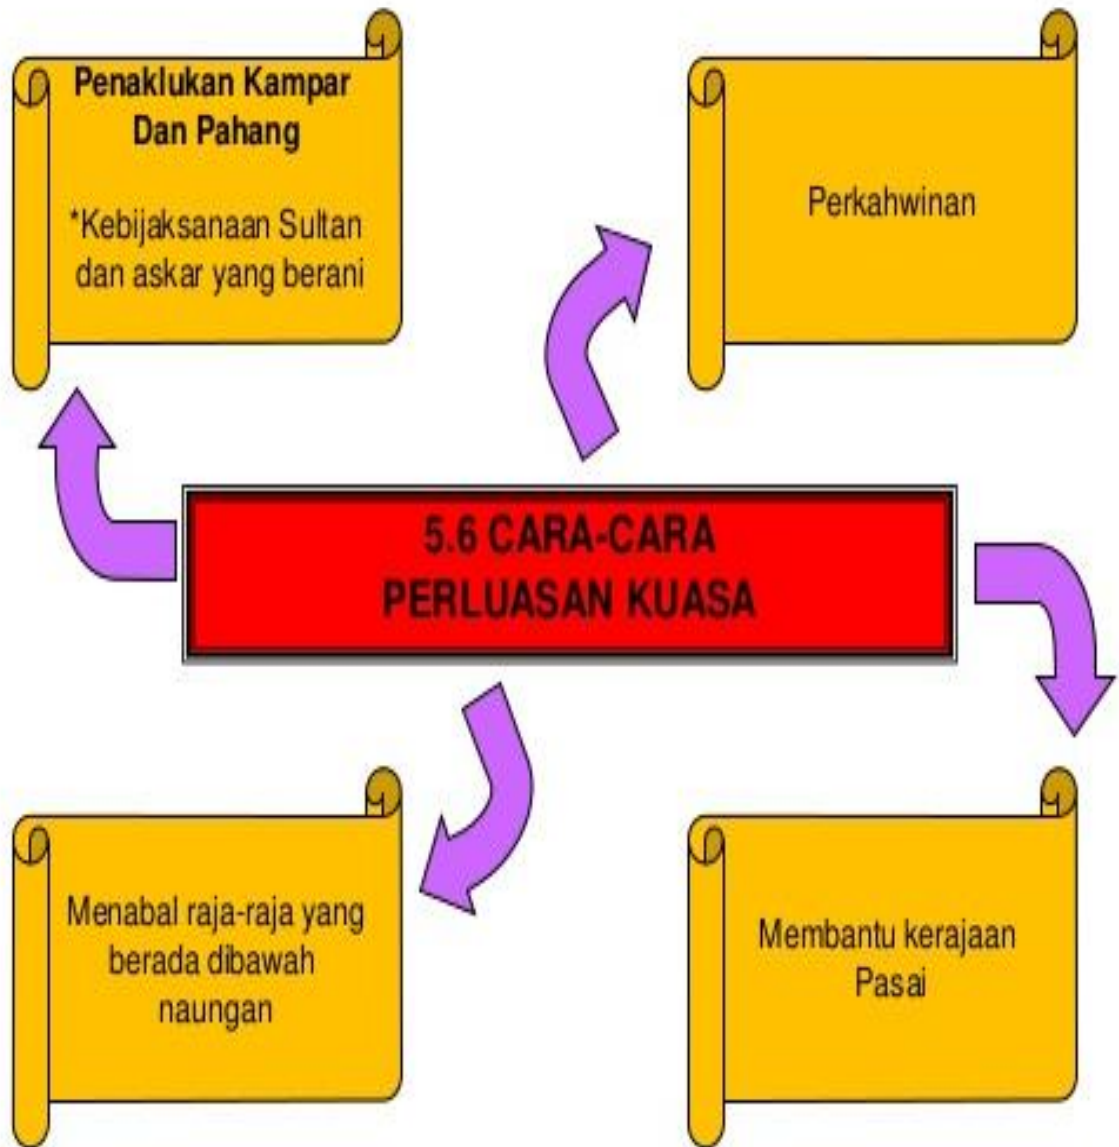 Penaklukan Kampar
Dan Pahang
*Kebijaksanaan Sultan
dan askar yang berani
Perkahwinan
5.6 CARA-CARA
PERLUASAN KUASA
Menabal raja-raja yang
berada dibawah
naungan
Membantu kerajaan
Pasai